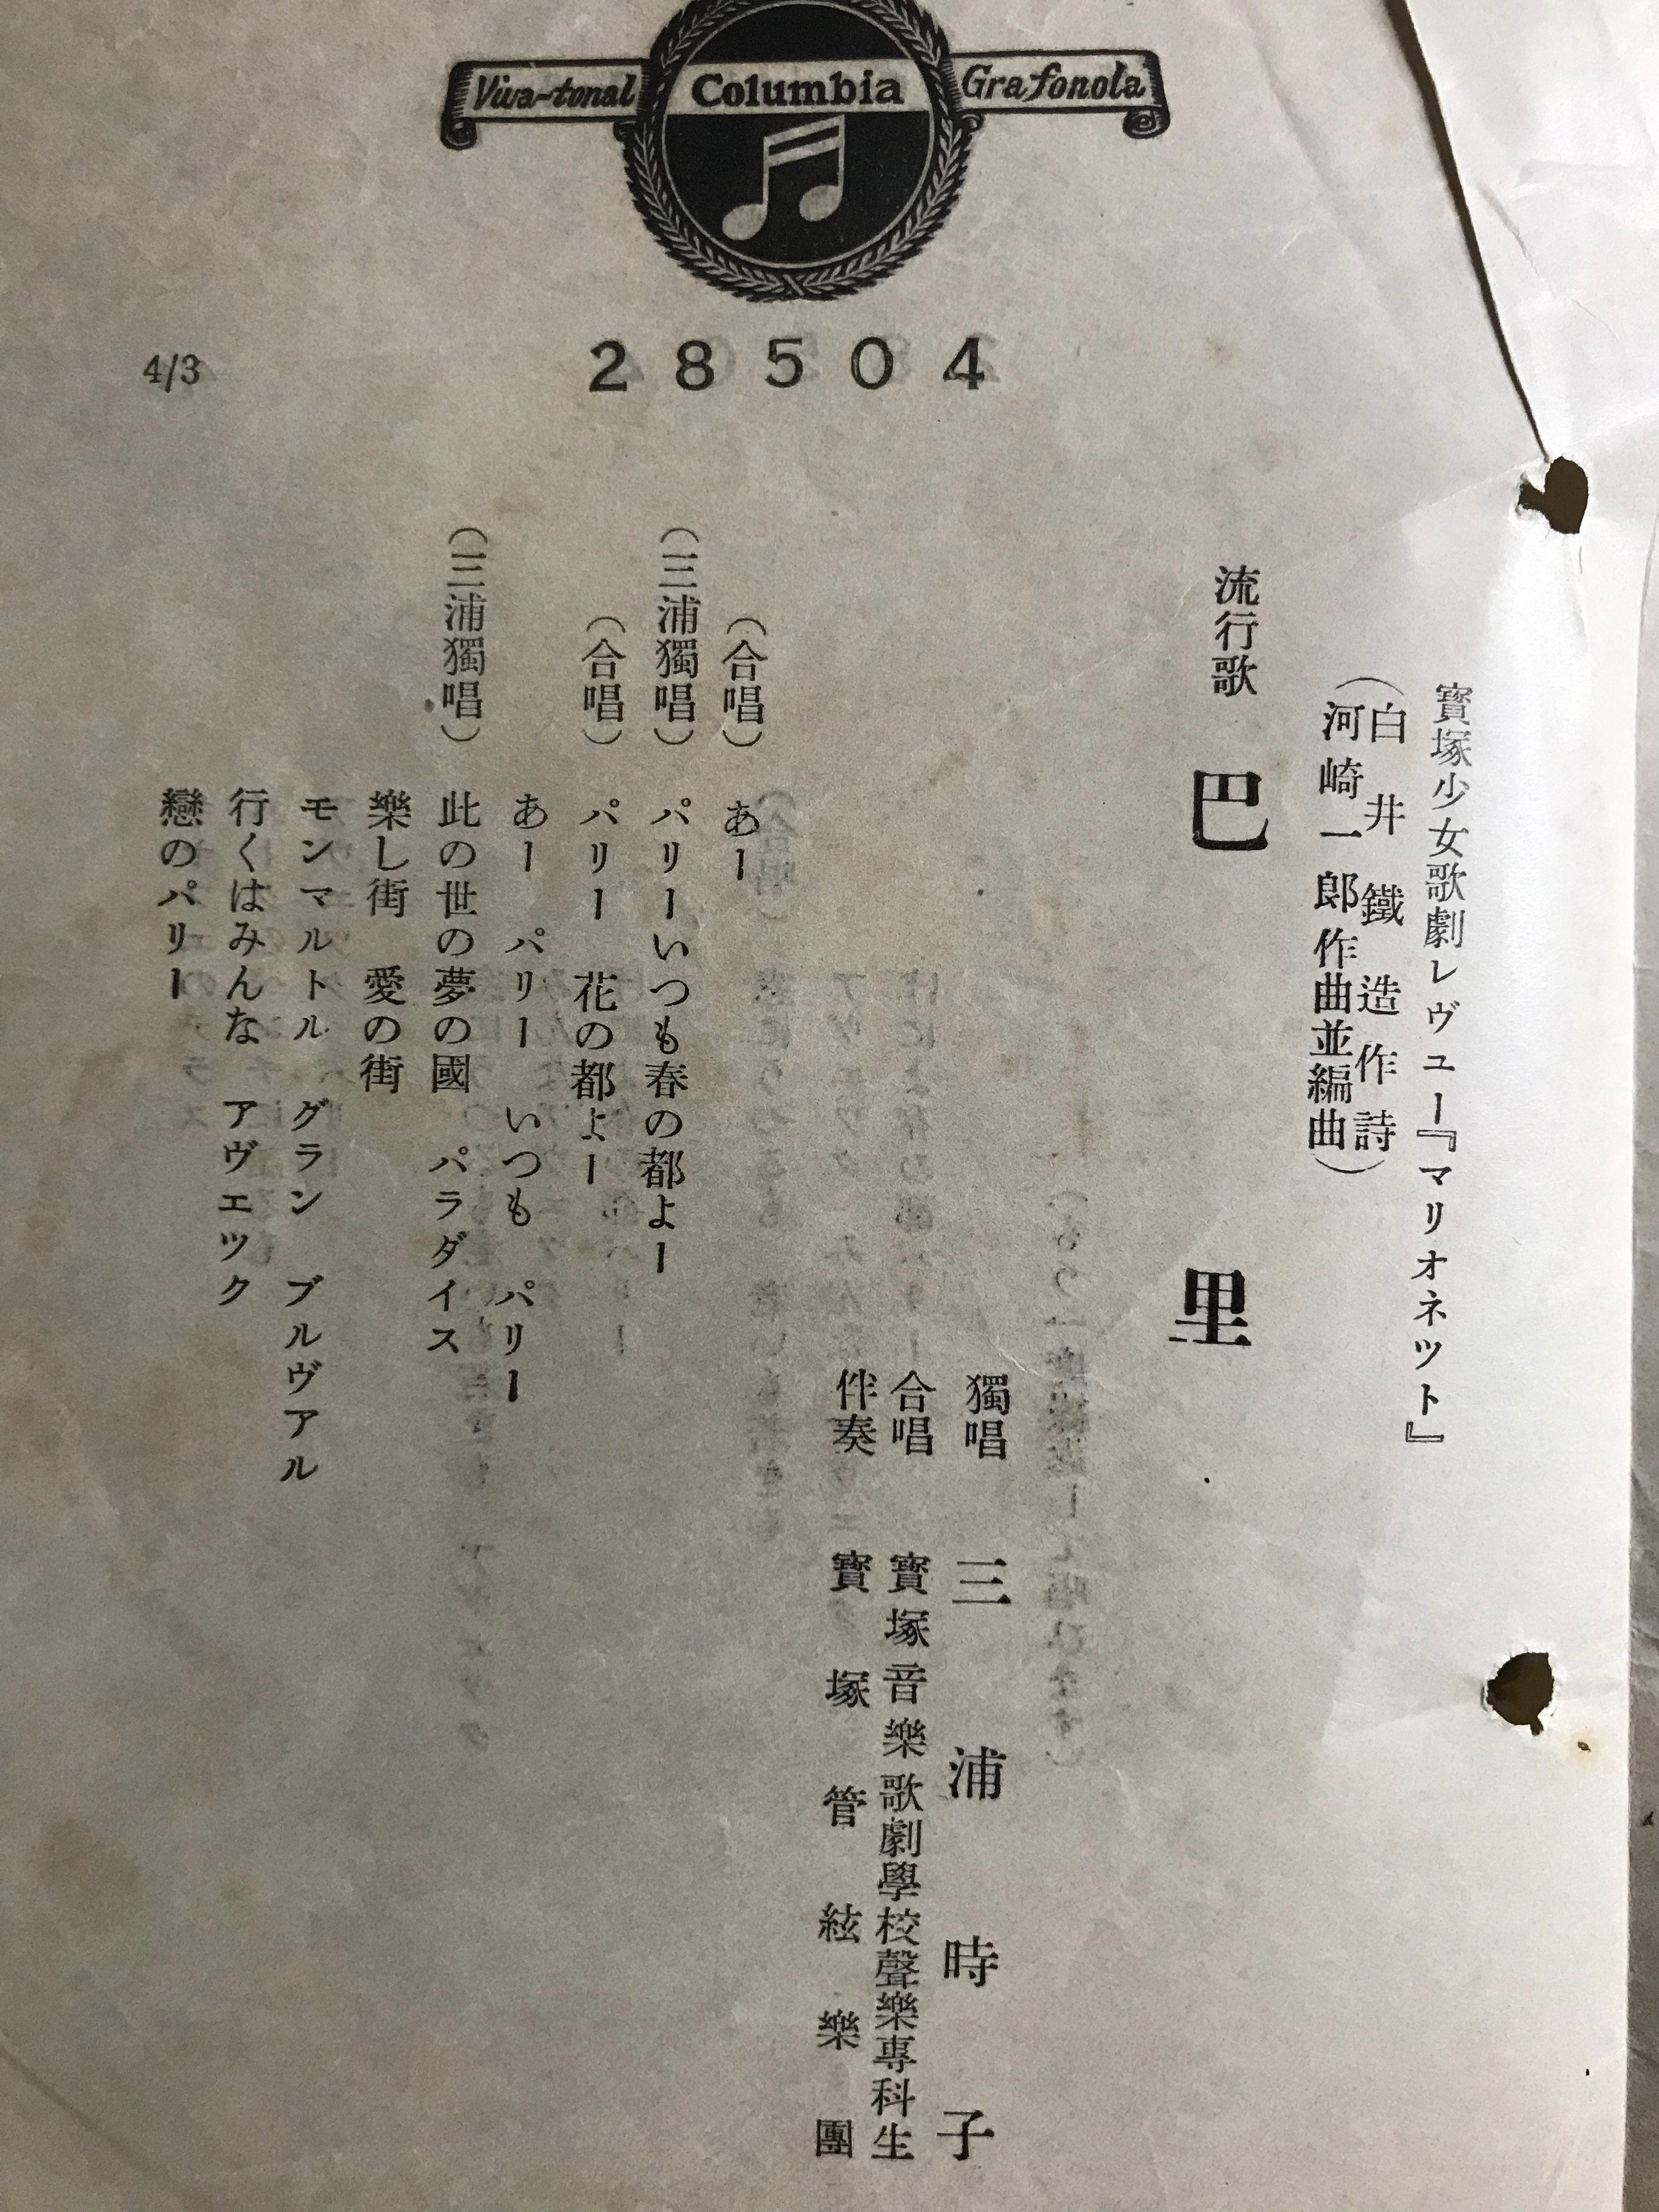 Viva-tonal Columbia Grafonola
28504
4/3
寶塚少女歌劇レヴユー『マリオネツト』
(白井鐵造作詩
河崎一郎作曲並編曲)
流行歌 巴里
獨唱 三浦時子
合唱 寶塚音樂歌劇學校聲樂專科生
伴奏 寶塚管絃樂團
(合唱) あー
(三浦獨唱) パリーいつも春の都よー
(合唱) パリー 花の都よー
あー パリー いつも パリー
(三浦獨唱) 此の世の夢の國 パラダイス
樂し街 愛の街
モンマルトル グラン ブルヴアル
行くはみんな アヴエツク
戀のパリー